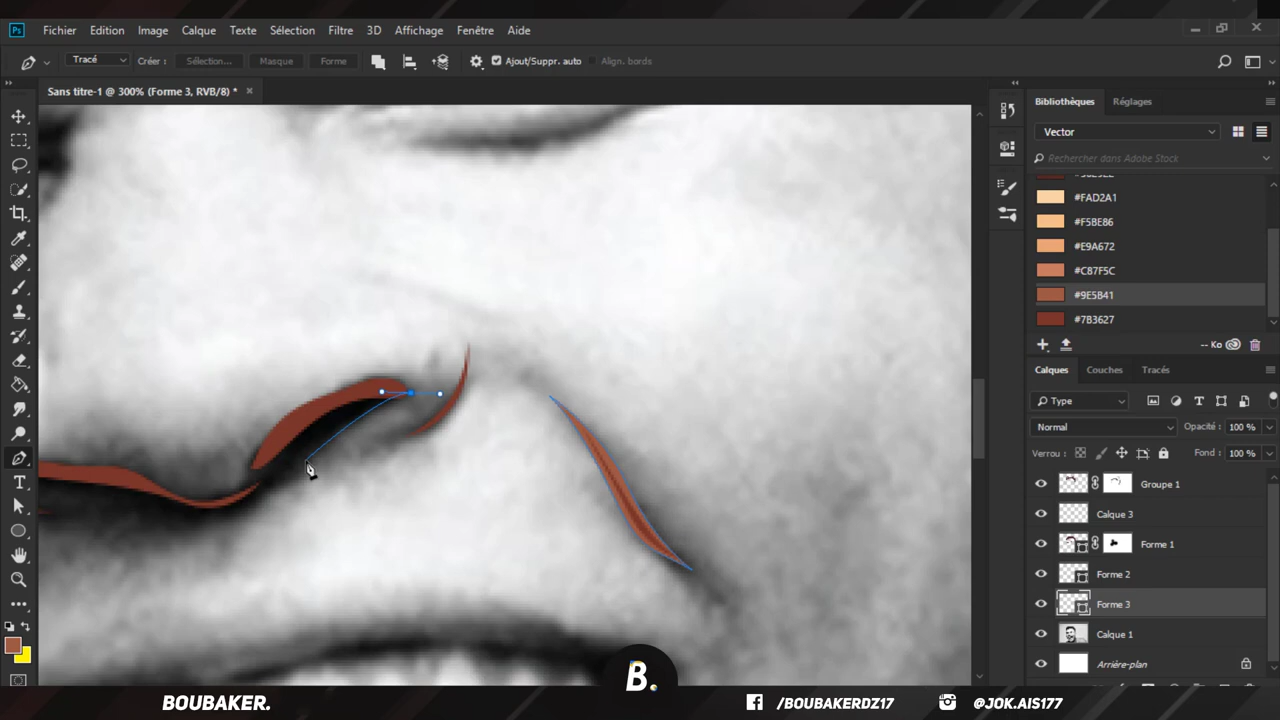 Ps Fichier Edition Image Calque Texte Sélection Filtre 3D Affichage Fenêtre Aide
Tracé Créer : Sélection... Masque Forme Ajout/Suppr. auto Align. bords
Sans titre-1 @ 300% (Forme 3, RVB/8) *
Bibliothèques Réglages
Vector
Rechercher dans Adobe Stock
#FAD2A1
#F5BE86
#E9A672
#C87F5C
#9E5B41
#7B3627
-- Ko
Calques Couches Tracés
Type
Normal Opacité : 100 %
Verrou : Fond : 100 %
Groupe 1
Calque 3
Forme 1
Forme 2
Forme 3
Calque 1
Arrière-plan
B.
BOUBAKER. /BOUBAKERDZ17 @JOK.AIS177